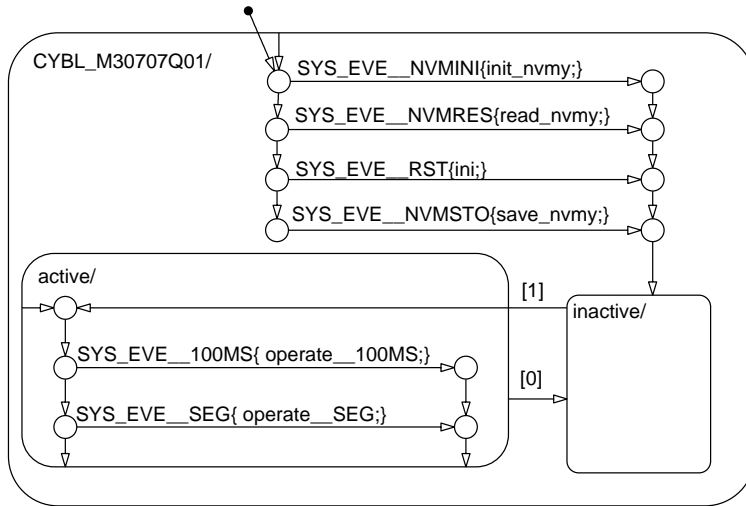 CYBL_M30707Q01/
SYS_EVE__NVMINI{init_nvmy;}
SYS_EVE__NVMRES{read_nvmy;}
SYS_EVE__RST{ini;}
SYS_EVE__NVMSTO{save_nvmy;}
active/
[1]
inactive/
SYS_EVE__100MS{ operate__100MS;}
[0]
SYS_EVE__SEG{ operate__SEG;}